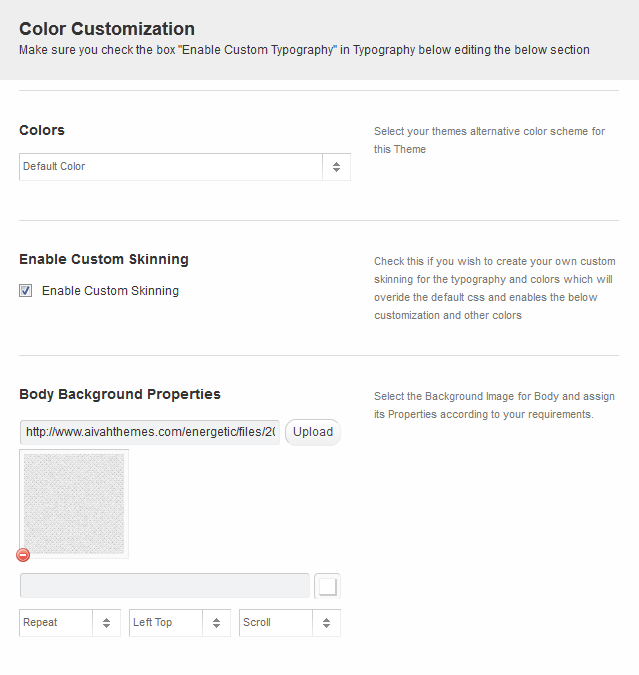 Color Customization
Make sure you check the box "Enable Custom Typography" in Typography below editing the below section
Colors
Default Color
Select your themes alternative color scheme for
this Theme
Enable Custom Skinning
Enable Custom Skinning
Check this if you wish to create your own custom
skinning for the typography and colors which will
overide the default css and enables the below
customization and other colors
Body Background Properties
http://www.aivahthemes.com/energetic/files/20
Upload
Select the Background Image for Body and assign
its Properties according to your requirements.
Repeat
Left Top
Scroll